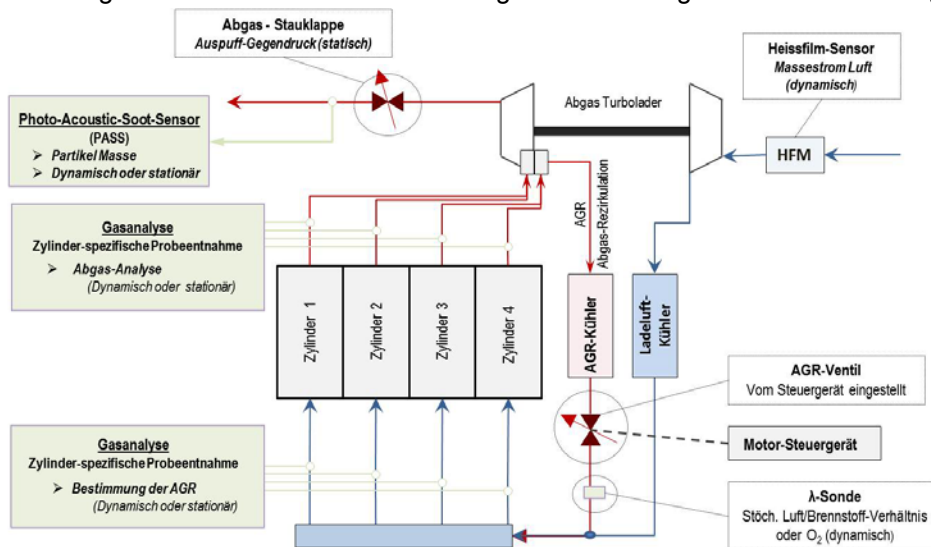 Abgas - Stauklappe
Auspuff-Gegendruck (statisch)
Heissfilm-Sensor
Massestrom Luft
(dynamisch)
Abgas Turbolader
HFM
Photo-Acoustic-Soot-Sensor
(PASS)
➢ Partikel Masse
➢ Dynamisch oder stationär
AGR
Abgas-Rezirkulation
Gasanalyse
Zylinder-spezifische Probeentnahme
➢ Abgas-Analyse
(Dynamisch oder stationär)
Zylinder 1
Zylinder 2
Zylinder 3
Zylinder 4
AGR-Kühler
Ladeluft-
Kühler
AGR-Ventil
Vom Steuergerät eingestellt
Motor-Steuergerät
Gasanalyse
Zylinder-spezifische Probeentnahme
➢ Bestimmung der AGR
(Dynamisch oder stationär)
λ-Sonde
Stöch. Luft/Brennstoff-Verhältnis
oder O₂ (dynamisch)